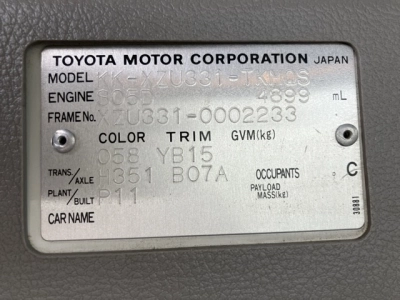 TOYOTA MOTOR CORPORATION JAPAN
MODEL KK-XZU331-TKMQS
ENGINE S05D 4899 mL
FRAME No. XZU331-0002233
COLOR TRIM GVM(kg)
058 YB15
TRANS./AXLE H351 B07A OCCUPANTS C
PLANT/BUILT P11 PAYLOAD MASS(kg)
CAR NAME
30881